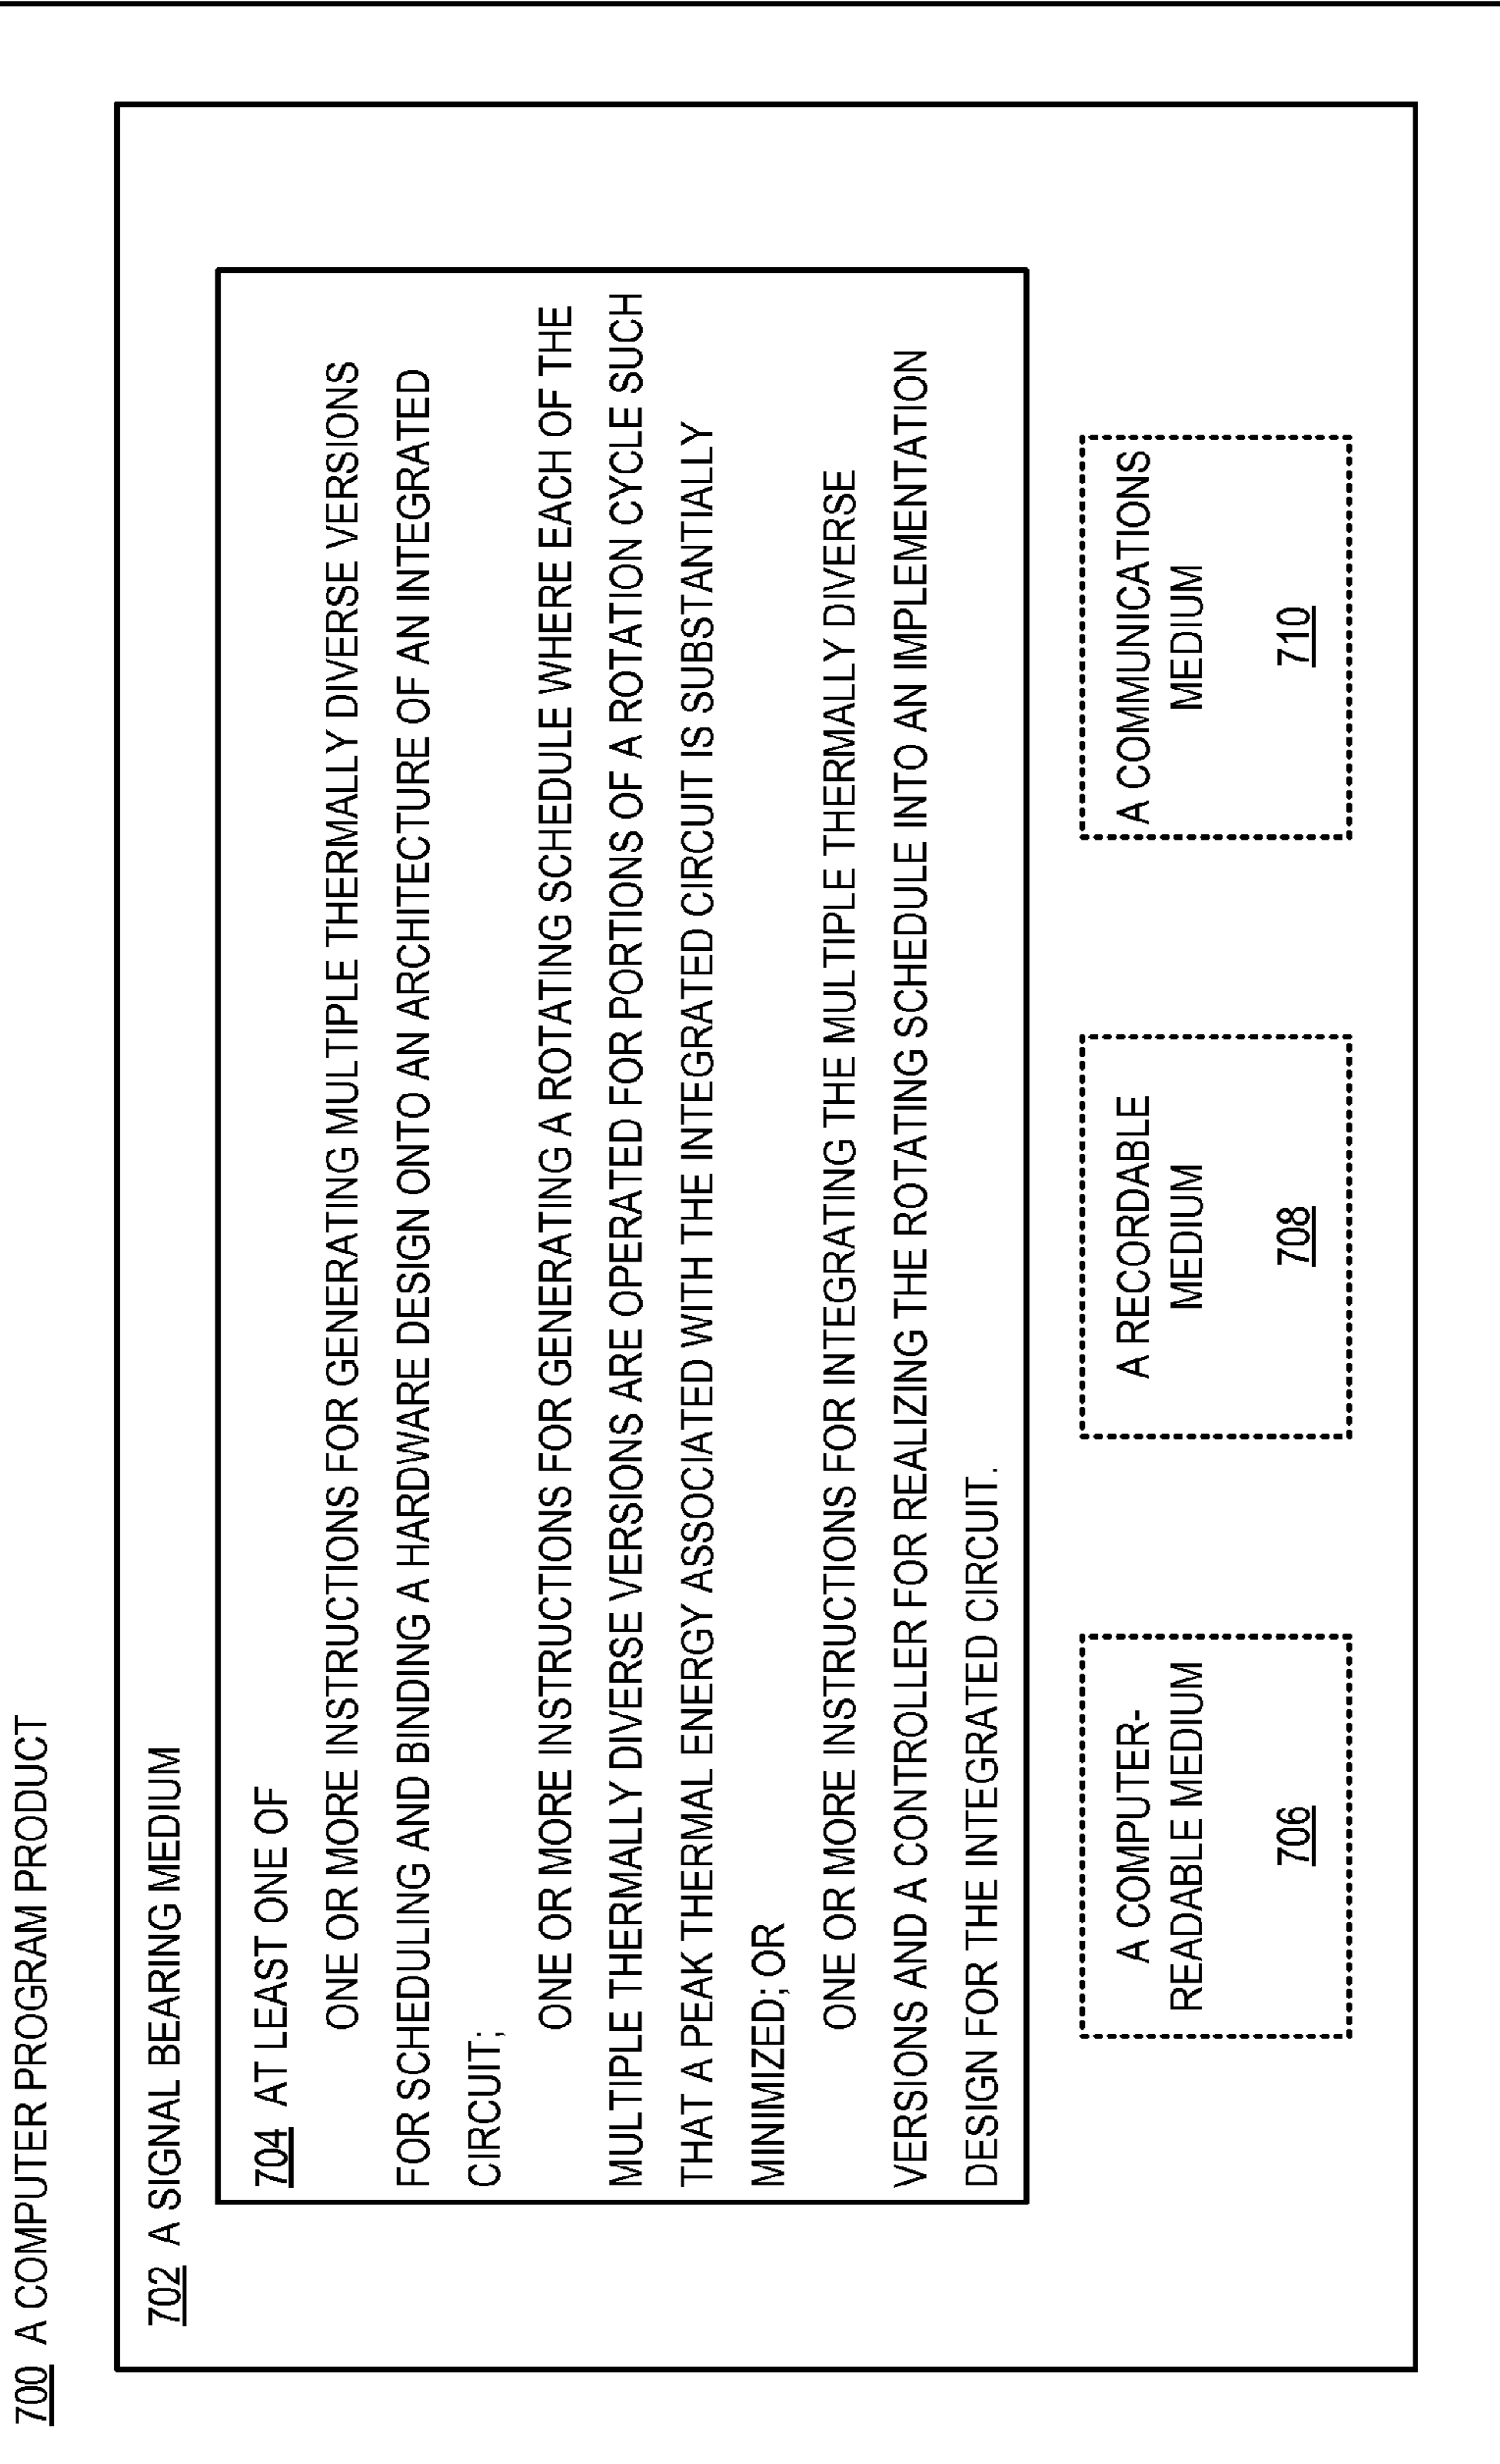 700 A COMPUTER PROGRAM PRODUCT
702 A SIGNAL BEARING MEDIUM
704 AT LEAST ONE OF
ONE OR MORE INSTRUCTIONS FOR GENERATING MULTIPLE THERMALLY DIVERSE VERSIONS
FOR SCHEDULING AND BINDING A HARDWARE DESIGN ONTO AN ARCHITECTURE OF AN INTEGRATED
CIRCUIT;
ONE OR MORE INSTRUCTIONS FOR GENERATING A ROTATING SCHEDULE WHERE EACH OF THE
MULTIPLE THERMALLY DIVERSE VERSIONS ARE OPERATED FOR PORTIONS OF A ROTATION CYCLE SUCH
THAT A PEAK THERMAL ENERGY ASSOCIATED WITH THE INTEGRATED CIRCUIT IS SUBSTANTIALLY
MINIMIZED; OR
ONE OR MORE INSTRUCTIONS FOR INTEGRATING THE MULTIPLE THERMALLY DIVERSE
VERSIONS AND A CONTROLLER FOR REALIZING THE ROTATING SCHEDULE INTO AN IMPLEMENTATION
DESIGN FOR THE INTEGRATED CIRCUIT.
A COMPUTER-
READABLE MEDIUM
706
A RECORDABLE
MEDIUM
708
A COMMUNICATIONS
MEDIUM
710